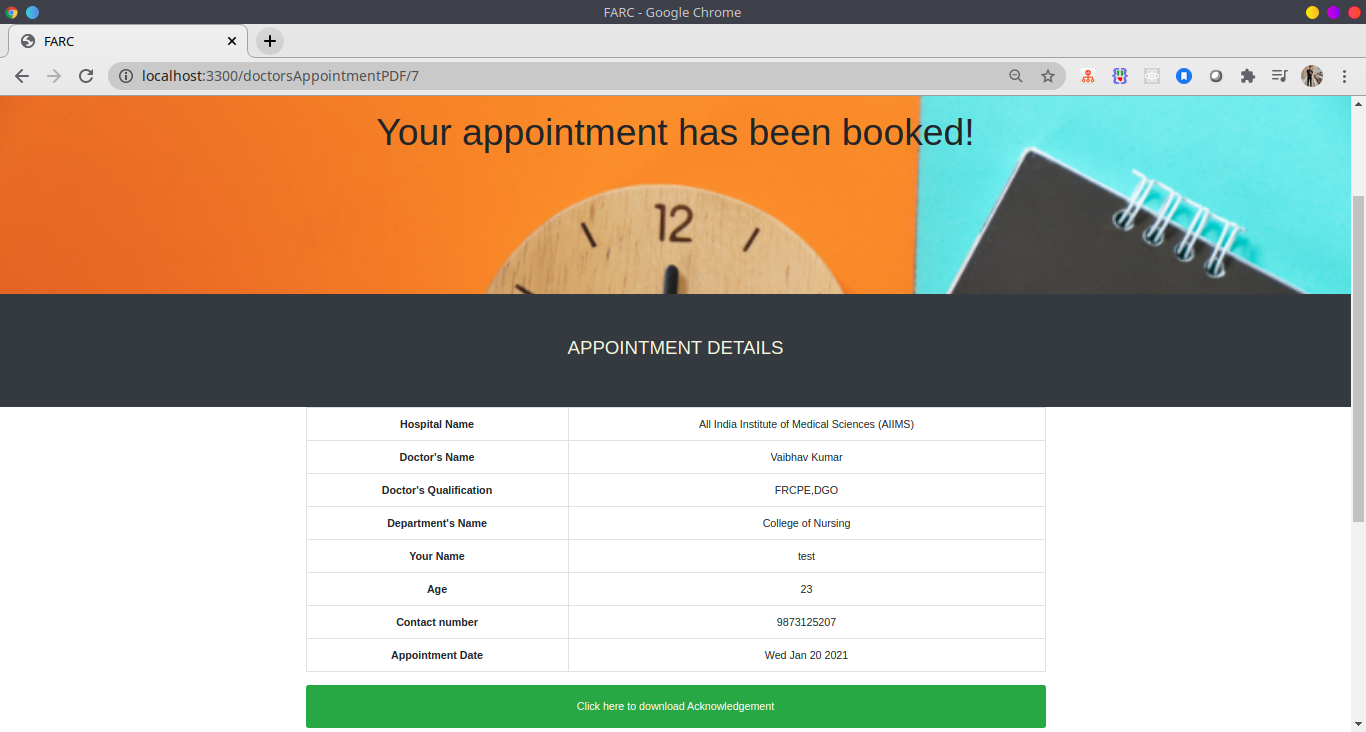 FARC - Google Chrome
FARC
localhost:3300/doctorsAppointmentPDF/7
Your appointment has been booked!
12
APPOINTMENT DETAILS
Hospital Name All India Institute of Medical Sciences (AIIMS)
Doctor's Name Vaibhav Kumar
Doctor's Qualification FRCPE,DGO
Department's Name College of Nursing
Your Name test
Age 23
Contact number 9873125207
Appointment Date Wed Jan 20 2021
Click here to download Acknowledgement